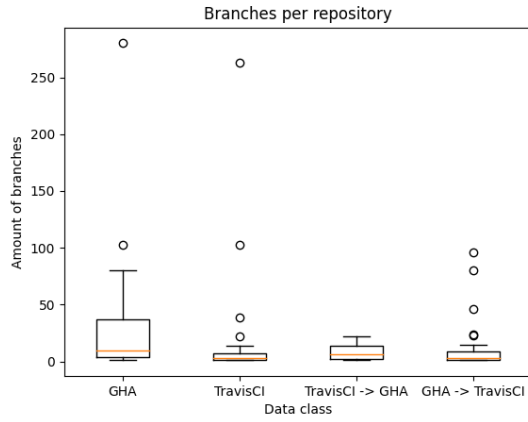 Branches per repository
Amount of branches
250
200
150
100
50
0
GHA
TravisCI
TravisCI -> GHA
GHA -> TravisCI
Data class